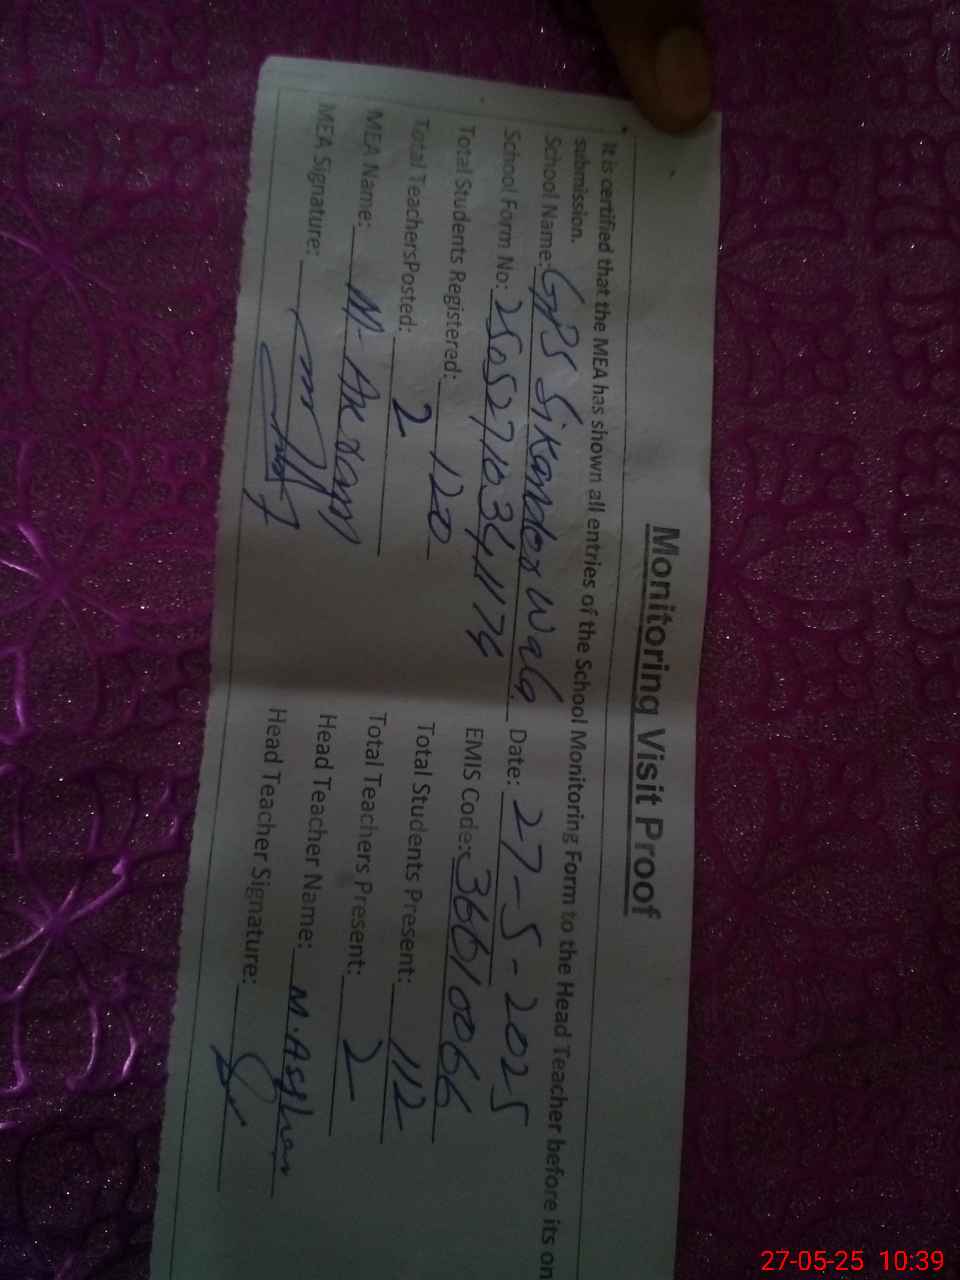 Monitoring Visit Proof
It is certified that the MEA has shown all entries of the School Monitoring Form to the Head Teacher before its on
submission.
School Name: GPS Sikandar Wala Date: 27-5-2025
School Form No: 25052710341174 EMIS Code: 36610066
Total Students Registered: 120 Total Students Present: 112
Total TeachersPosted: 2 Total Teachers Present: 2
MEA Name: M. Akram Head Teacher Name: M. Asghar
MEA Signature: Head Teacher Signature:
27-05-25 10:39